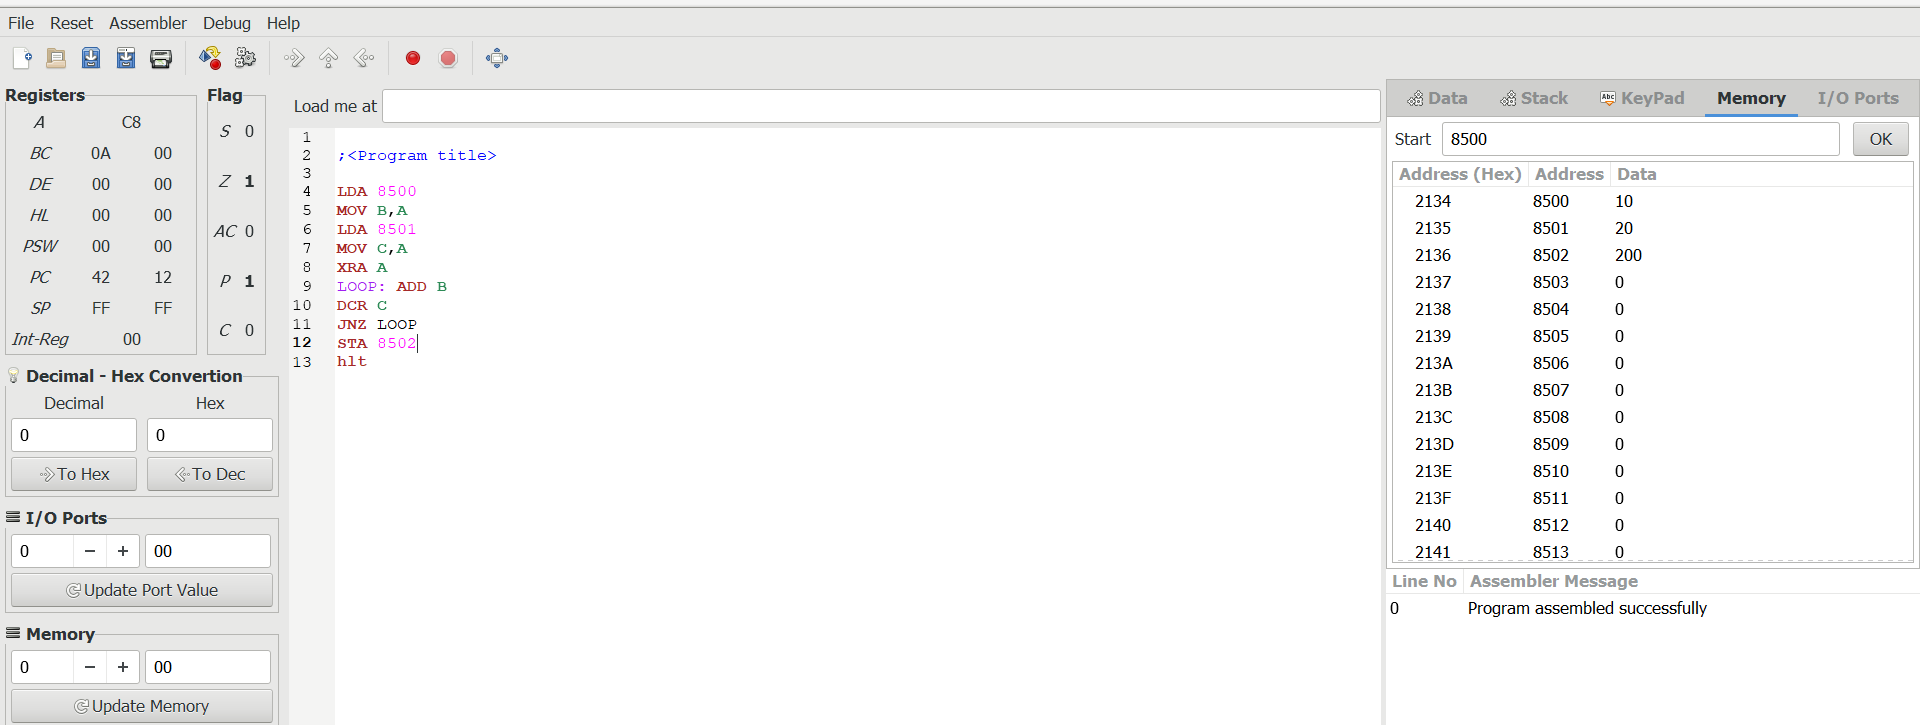 File Reset Assembler Debug Help
Load me at
Registers
A C8
BC 0A 00
DE 00 00
HL 00 00
PSW 00 00
PC 42 12
SP FF FF
Int-Reg 00
Flag
S 0
Z 1
AC 0
P 1
C 0
Decimal - Hex Convertion
Decimal Hex
0 0
To Hex To Dec
I/O Ports
0 − + 00
Update Port Value
Memory
0 − + 00
Update Memory
1
2 ;<Program title>
3
4 LDA 8500
5 MOV B,A
6 LDA 8501
7 MOV C,A
8 XRA A
9 LOOP: ADD B
10 DCR C
11 JNZ LOOP
12 STA 8502
13 hlt
Data Stack Abc KeyPad Memory I/O Ports
Start 8500 OK
Address (Hex) Address Data
2134 8500 10
2135 8501 20
2136 8502 200
2137 8503 0
2138 8504 0
2139 8505 0
213A 8506 0
213B 8507 0
213C 8508 0
213D 8509 0
213E 8510 0
213F 8511 0
2140 8512 0
2141 8513 0
Line No Assembler Message
0 Program assembled successfully